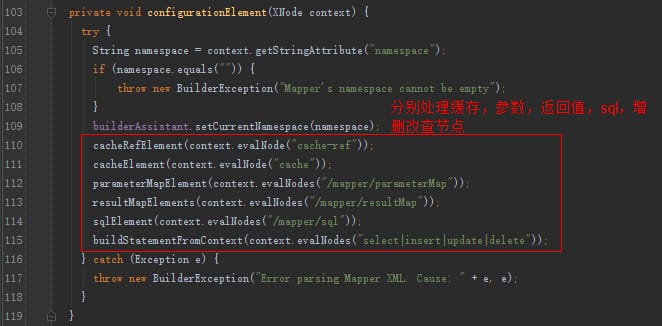 103 private void configurationElement(XNode context) {
104 try {
105 String namespace = context.getStringAttribute("namespace");
106 if (namespace.equals("")) {
107 throw new BuilderException("Mapper's namespace cannot be empty");
108 }
分别处理缓存，参数，返回值，sql，增
109 builderAssistant.setCurrentNamespace(namespace);
删改查节点
110 cacheRefElement(context.evalNode("cache-ref"));
111 cacheElement(context.evalNode("cache"));
112 parameterMapElement(context.evalNodes("/mapper/parameterMap"));
113 resultMapElements(context.evalNodes("/mapper/resultMap"));
114 sqlElement(context.evalNodes("/mapper/sql"));
115 buildStatementFromContext(context.evalNodes("select|insert|update|delete"));
116 } catch (Exception e) {
117 throw new BuilderException("Error parsing Mapper XML. Cause: " + e, e);
118 }
119 }